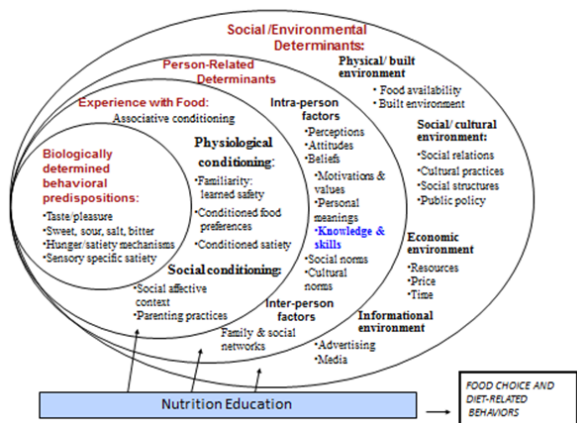 Social /Environmental
Determinants:
Physical/ built
environment
• Food availability
• Built environment
Person-Related
Determinants
Experience with Food:
Associative conditioning
Intra-person
factors
•Perceptions
•Attitudes
•Beliefs
•Motivations &
values
•Personal
meanings
•Knowledge &
skills
•Social norms
•Cultural
norms
Social/ cultural
environment:
•Social relations
•Cultural practices
•Social structures
•Public policy
Physiological
conditioning:
•Familiarity:
learned safety
•Conditioned food
preferences
•Conditioned satiety
Biologically
determined
behavioral
predispositions:
•Taste/pleasure
•Sweet, sour, salt, bitter
•Hunger/satiety mechanisms
•Sensory specific satiety
Social conditioning:
•Social affective
context
•Parenting practices
Economic
environment
•Resources
•Price
•Time
Inter-person
factors
Family & social
networks
Informational
environment
•Advertising
•Media
Nutrition Education
FOOD CHOICE AND
DIET-RELATED
BEHAVIORS